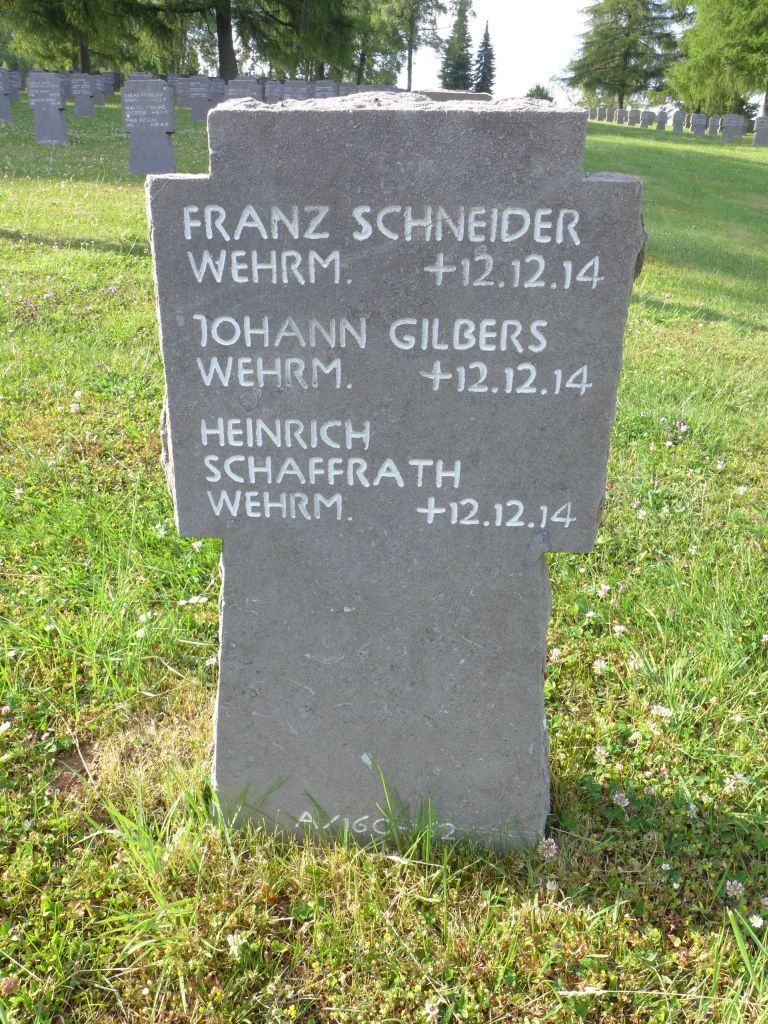 FRANZ SCHNEIDER
WEHRM. +12.12.14
JOHANN GILBERS
WEHRM. +12.12.14
HEINRICH
SCHAFFRATH
WEHRM. +12.12.14